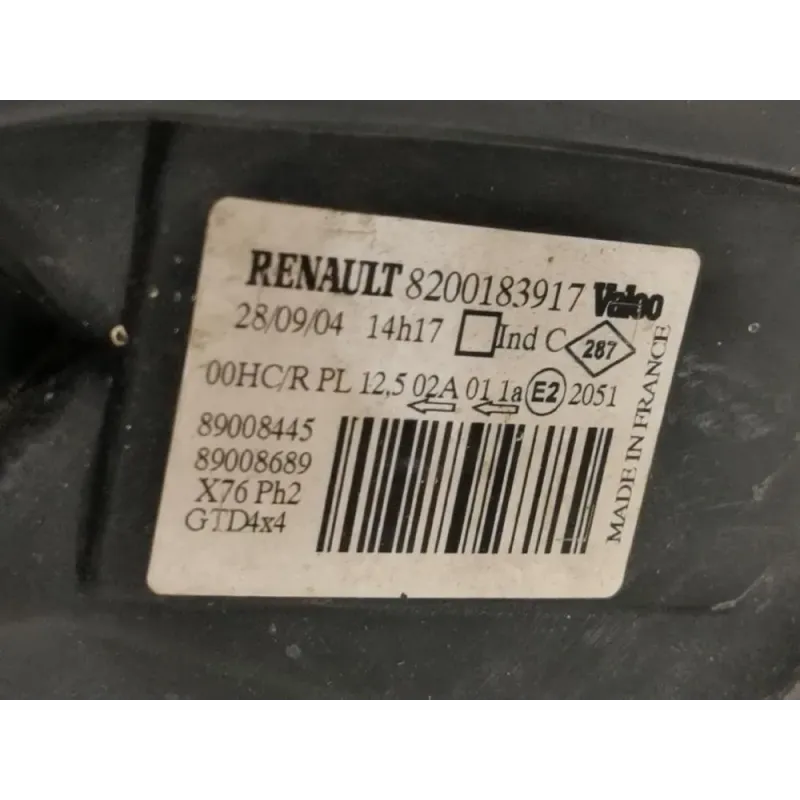 RENAULT 8200183917 Valeo
28/09/04 14h17 Ind C 287
00HC/R PL 12,5 02A 01 1a E2 2051
89008445
89008689
X76 Ph2
GTD4x4
MADE IN FRANCE